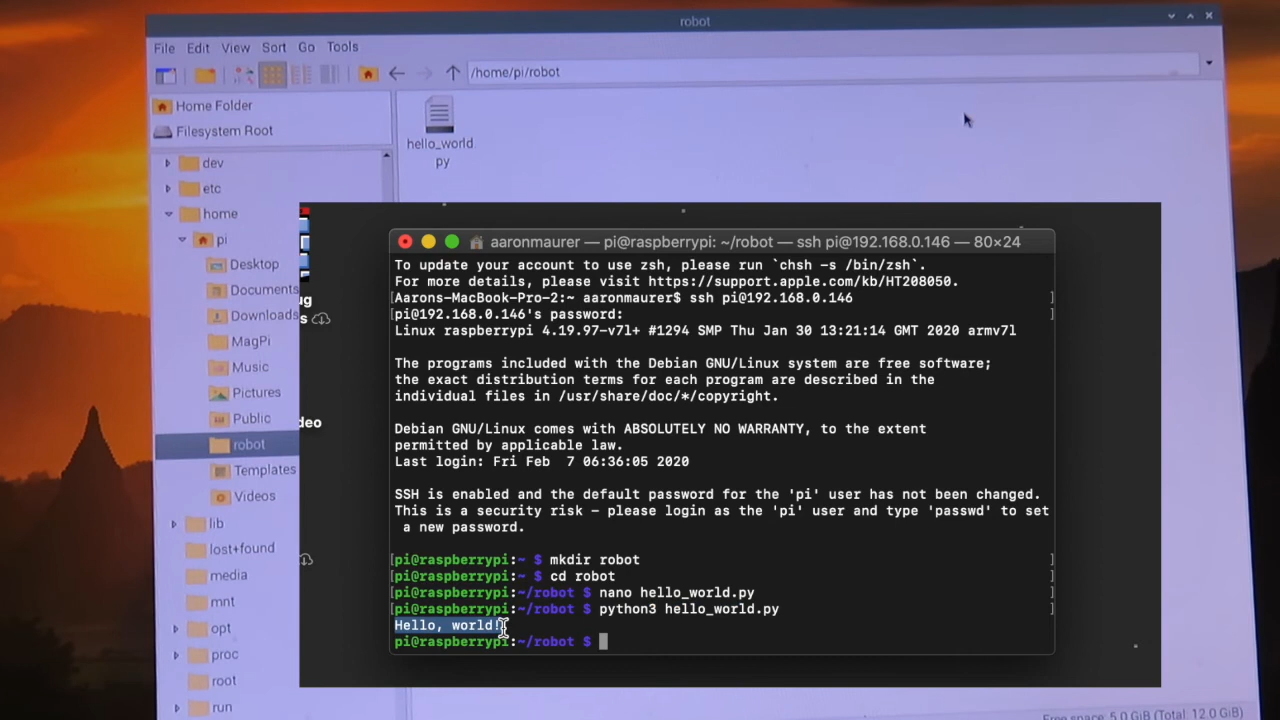 robot
File Edit View Sort Go Tools
/home/pi/robot
Home Folder
Filesystem Root
dev
etc
home
pi
Desktop
Documents
Downloads
MagPi
Music
Pictures
Public
robot
Templates
Videos
lib
lost+found
media
mnt
opt
proc
root
run
hello_world
py
ug
s
deo
aaronmaurer — pi@raspberrypi: ~/robot — ssh pi@192.168.0.146 — 80×24
To update your account to use zsh, please run `chsh -s /bin/zsh`.
For more details, please visit https://support.apple.com/kb/HT208050.
[Aarons-MacBook-Pro-2:~ aaronmaurer$ ssh pi@192.168.0.146 ]
[pi@192.168.0.146's password: ]
Linux raspberrypi 4.19.97-v7l+ #1294 SMP Thu Jan 30 13:21:14 GMT 2020 armv7l
The programs included with the Debian GNU/Linux system are free software;
the exact distribution terms for each program are described in the
individual files in /usr/share/doc/*/copyright.
Debian GNU/Linux comes with ABSOLUTELY NO WARRANTY, to the extent
permitted by applicable law.
Last login: Fri Feb  7 06:36:05 2020
SSH is enabled and the default password for the 'pi' user has not been changed.
This is a security risk - please login as the 'pi' user and type 'passwd' to set
a new password.
[pi@raspberrypi:~ $ mkdir robot ]
[pi@raspberrypi:~ $ cd robot ]
[pi@raspberrypi:~/robot $ nano hello_world.py ]
[pi@raspberrypi:~/robot $ python3 hello_world.py ]
Hello, world!
pi@raspberrypi:~/robot $
Free space: 5.0 GiB (Total: 12.0 GiB)